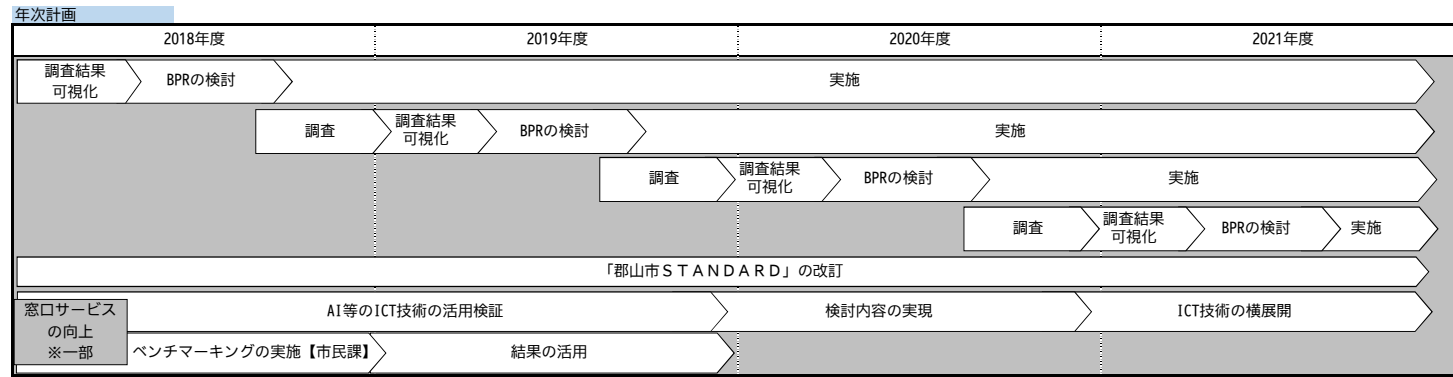 年次計画
2018年度 2019年度 2020年度 2021年度
調査結果
可視化
BPRの検討
実施
調査
調査結果
可視化
BPRの検討
実施
調査
調査結果
可視化
BPRの検討
実施
調査
調査結果
可視化
BPRの検討
実施
「郡山市ＳＴＡＮＤＡＲＤ」の改訂
窓口サービス
の向上
※一部
AI等のICT技術の活用検証
検討内容の実現
ICT技術の横展開
ベンチマーキングの実施【市民課】
結果の活用